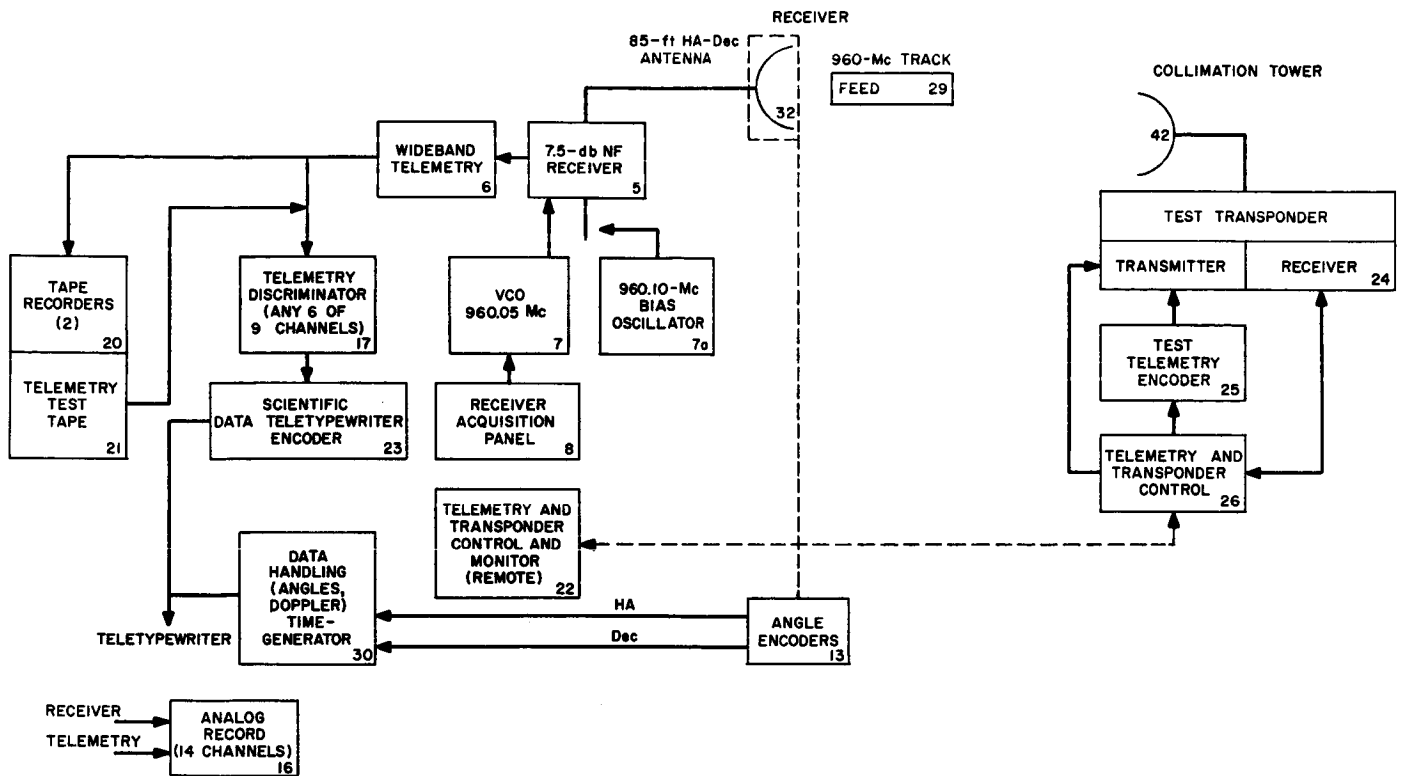 RECEIVER
85-ft HA-Dec
ANTENNA
32
960-Mc TRACK
FEED 29
COLLIMATION TOWER
42
WIDEBAND
TELEMETRY
6
7.5-db NF
RECEIVER
5
TEST TRANSPONDER
TRANSMITTER
RECEIVER
24
TAPE
RECORDERS
(2)
20
TELEMETRY
TEST
TAPE
21
TELEMETRY
DISCRIMINATOR
(ANY 6 OF
9 CHANNELS)
17
VCO
960.05 Mc
7
960.10-Mc
BIAS
OSCILLATOR
7a
TEST
TELEMETRY
ENCODER
25
SCIENTIFIC
DATA TELETYPEWRITER
ENCODER
23
RECEIVER
ACQUISITION
PANEL
8
TELEMETRY AND
TRANSPONDER
CONTROL
26
TELEMETRY AND
TRANSPONDER
CONTROL AND
MONITOR
(REMOTE)
22
DATA
HANDLING
(ANGLES,
DOPPLER)
TIME-
GENERATOR
30
HA
Dec
ANGLE
ENCODERS
13
TELETYPEWRITER
RECEIVER
TELEMETRY
ANALOG
RECORD
(14 CHANNELS)
16